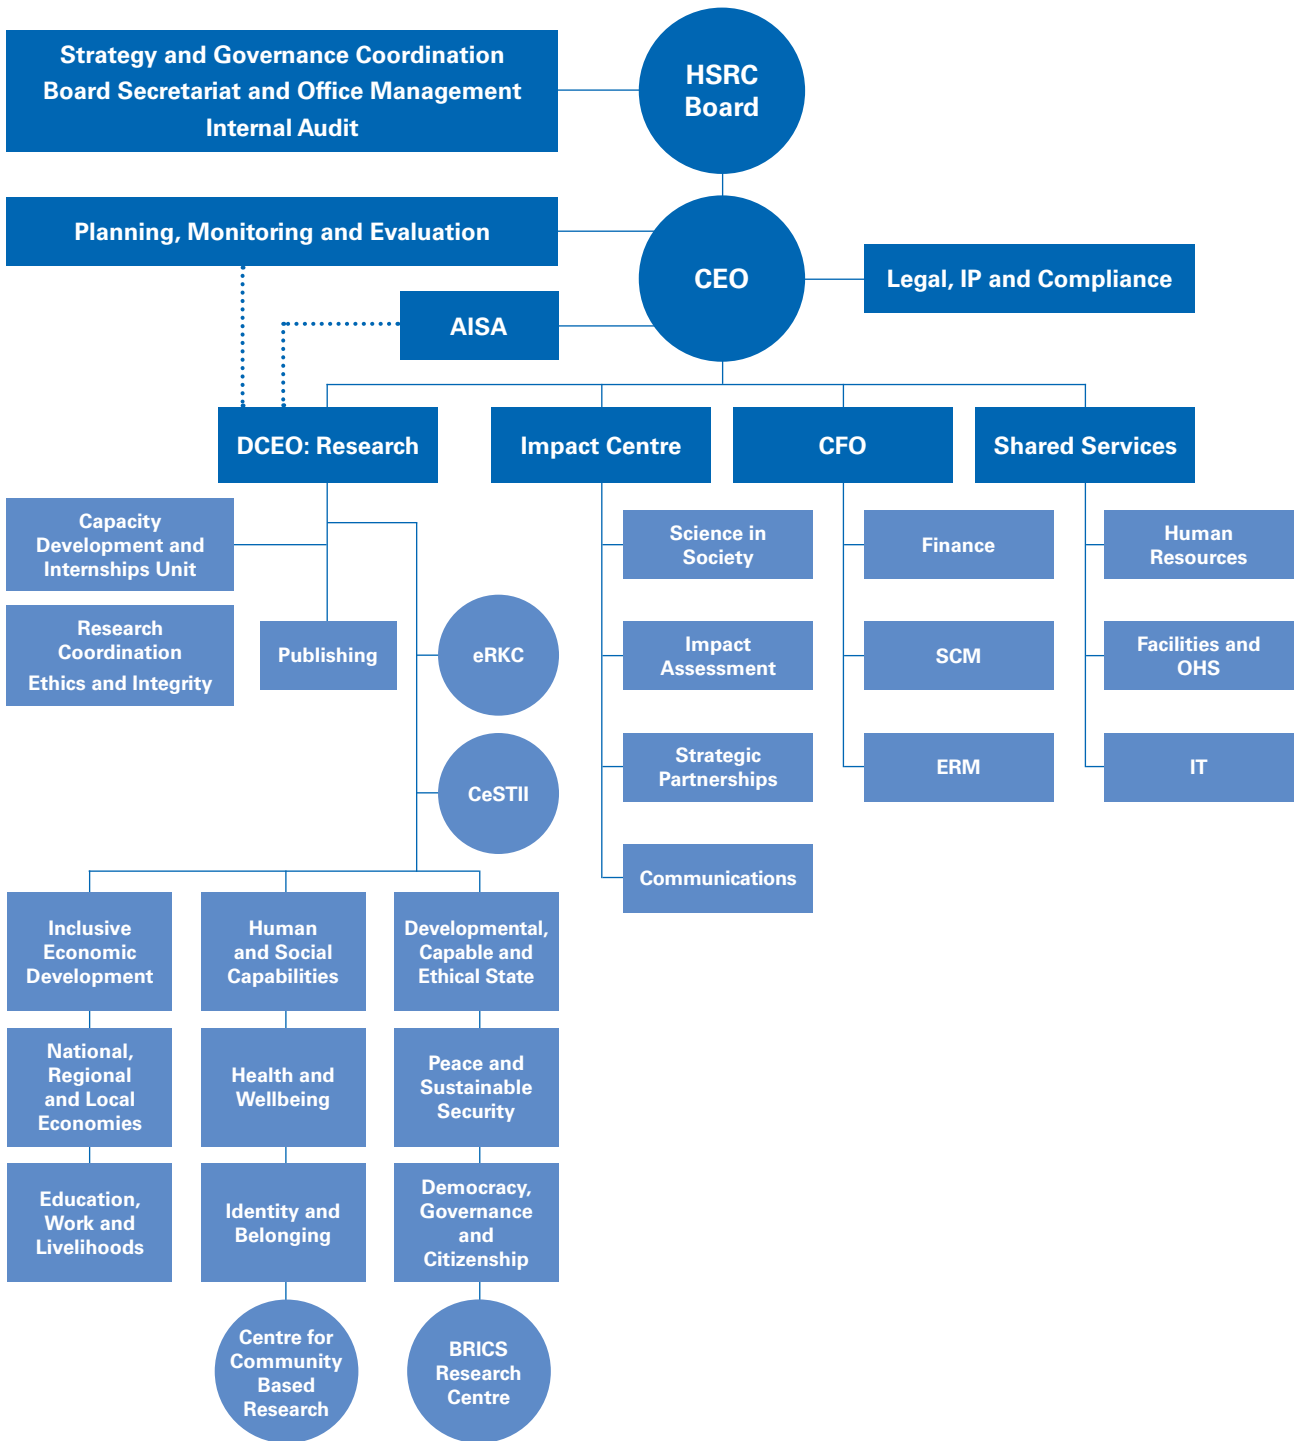 Strategy and Governance Coordination
Board Secretariat and Office Management
Internal Audit
HSRC
Board
Planning, Monitoring and Evaluation
CEO
Legal, IP and Compliance
AISA
DCEO: Research
Impact Centre
CFO
Shared Services
Capacity
Development and
Internships Unit
Research
Coordination
Ethics and Integrity
Publishing
eRKC
CeSTII
Science in
Society
Impact
Assessment
Strategic
Partnerships
Communications
Finance
SCM
ERM
Human
Resources
Facilities and
OHS
IT
Inclusive
Economic
Development
National,
Regional
and Local
Economies
Education,
Work and
Livelihoods
Human
and Social
Capabilities
Health and
Wellbeing
Identity and
Belonging
Centre for
Community
Based
Research
Developmental,
Capable and
Ethical State
Peace and
Sustainable
Security
Democracy,
Governance
and
Citizenship
BRICS
Research
Centre